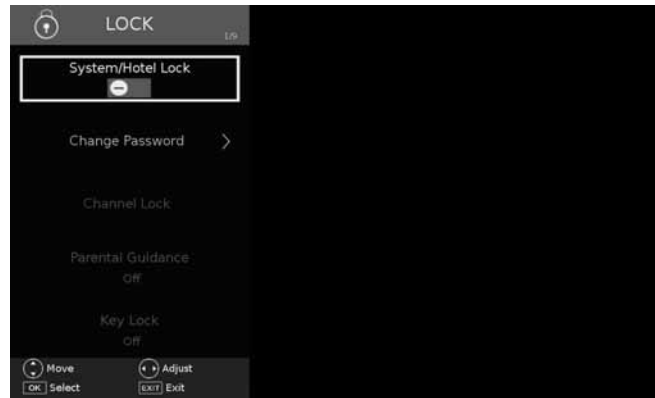 LOCK
1/9
System/Hotel Lock
Change Password
Channel Lock
Parental Guidance
Off
Key Lock
Off
Move Adjust
OK Select EXIT Exit